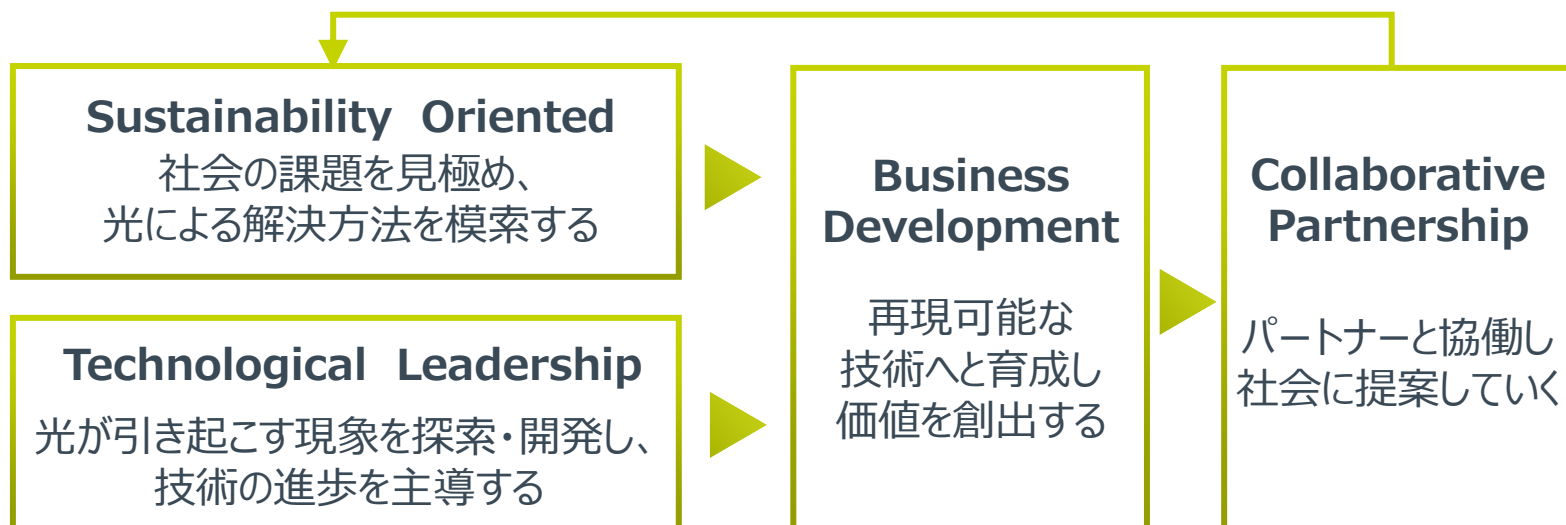 Sustainability Oriented
社会の課題を見極め、
光による解決方法を模索する
Technological Leadership
光が引き起こす現象を探索・開発し、
技術の進歩を主導する
Business
Development
再現可能な
技術へと育成し
価値を創出する
Collaborative
Partnership
パートナーと協働し
社会に提案していく